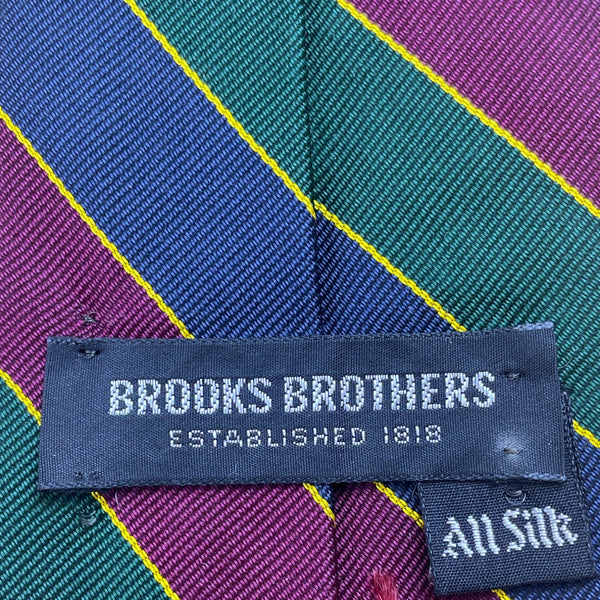 BROOKS BROTHERS
ESTABLISHED 1818
All Silk